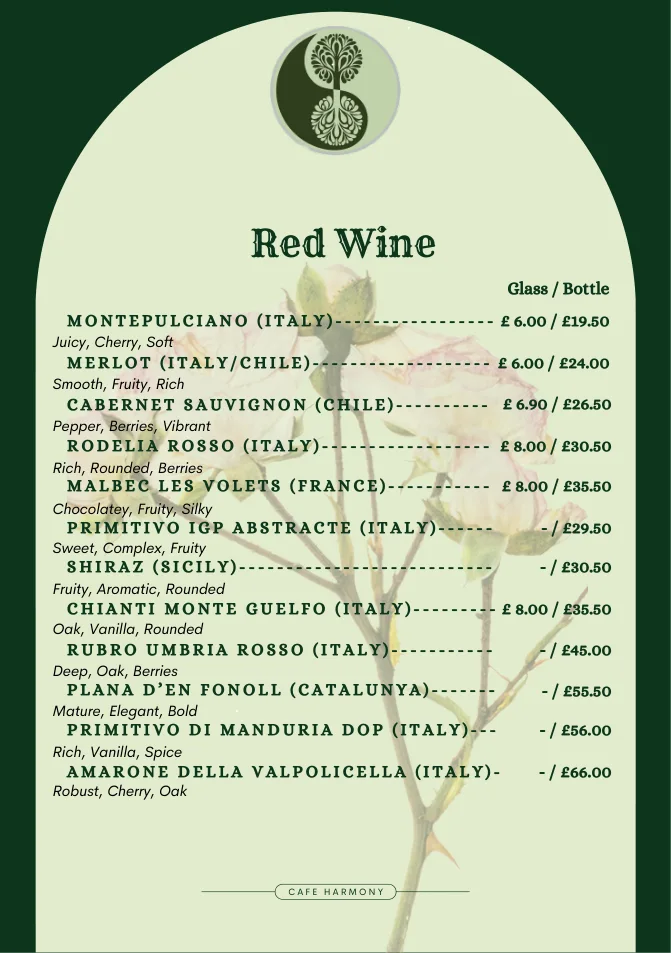 Red Wine
Glass / Bottle
MONTEPULCIANO (ITALY)---------------- £ 6.00 / £19.50
Juicy, Cherry, Soft
MERLOT (ITALY/CHILE)------------------ £ 6.00 / £24.00
Smooth, Fruity, Rich
CABERNET SAUVIGNON (CHILE)---------- £ 6.90 / £26.50
Pepper, Berries, Vibrant
RODELIA ROSSO (ITALY)----------------- £ 8.00 / £30.50
Rich, Rounded, Berries
MALBEC LES VOLETS (FRANCE)----------- £ 8.00 / £35.50
Chocolatey, Fruity, Silky
PRIMITIVO IGP ABSTRACTE (ITALY)------ - / £29.50
Sweet, Complex, Fruity
SHIRAZ (SICILY)-------------------------- - / £30.50
Fruity, Aromatic, Rounded
CHIANTI MONTE GUELFO (ITALY)--------- £ 8.00 / £35.50
Oak, Vanilla, Rounded
RUBRO UMBRIA ROSSO (ITALY)----------- - / £45.00
Deep, Oak, Berries
PLANA D’EN FONOLL (CATALUNYA)------- - / £55.50
Mature, Elegant, Bold
PRIMITIVO DI MANDURIA DOP (ITALY)--- - / £56.00
Rich, Vanilla, Spice
AMARONE DELLA VALPOLICELLA (ITALY)- - / £66.00
Robust, Cherry, Oak
CAFE HARMONY